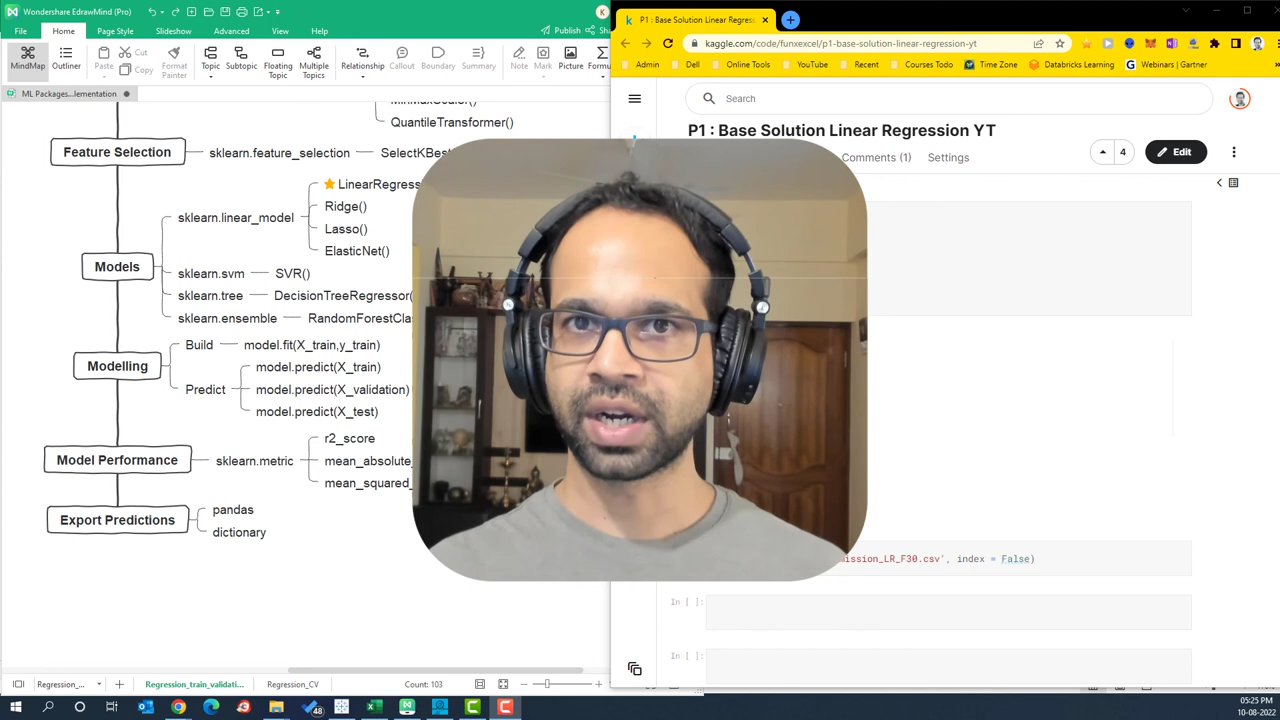 Wondershare EdrawMind (Pro)
File
Home
Page Style
Slideshow
Advanced
View
Help
Publish
Share
MindMap
Outliner
Paste
Cut
Copy
Format
Painter
Topic
Subtopic
Floating
Topic
Multiple
Topics
Relationship
Callout
Boundary
Summary
Note
Mark
Picture
Formu
ML Packages...lementation
QuantileTransformer()
Feature Selection
sklearn.feature_selection
SelectKBes
Models
sklearn.linear_model
LinearRegress
Ridge()
Lasso()
ElasticNet()
sklearn.svm
SVR()
sklearn.tree
DecisionTreeRegressor(
sklearn.ensemble
RandomForestCla
Modelling
Build
model.fit(X_train,y_train)
Predict
model.predict(X_train)
model.predict(X_validation)
model.predict(X_test)
Model Performance
sklearn.metric
r2_score
mean_absolute_
mean_squared_
Export Predictions
pandas
dictionary
Regression_...
Regression_train_validati...
Regression_CV
Count: 103
P1 : Base Solution Linear Regress
kaggle.com/code/funxexcel/p1-base-solution-linear-regression-yt
Admin
Dell
Online Tools
YouTube
Recent
Courses Todo
Time Zone
Databricks Learning
Webinars | Gartner
Search
P1 : Base Solution Linear Regression YT
Comments (1)
Settings
4
Edit
mission_LR_F30.csv', index = False)
In [ ]:
In [ ]:
48
05:25 PM
10-08-2022